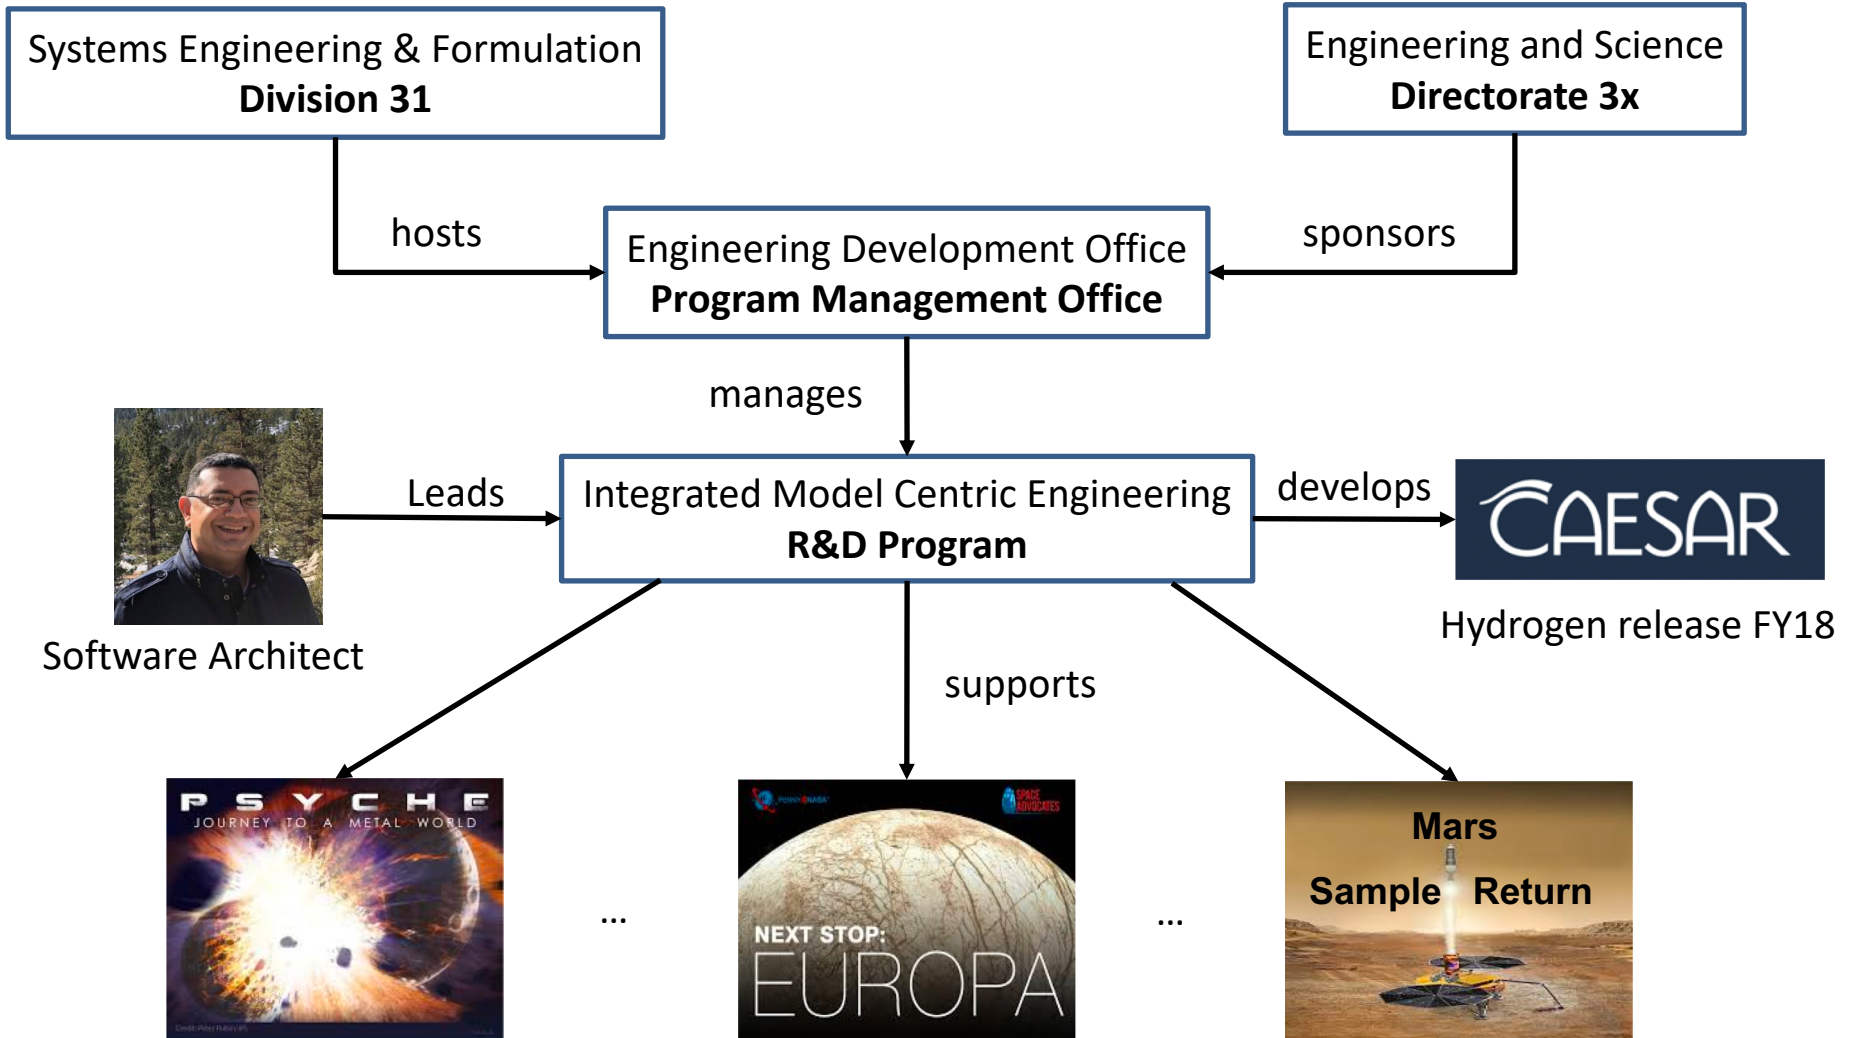 Systems Engineering & Formulation
Division 31
Engineering and Science
Directorate 3x
hosts
Engineering Development Office
Program Management Office
sponsors
manages
Leads
Integrated Model Centric Engineering
R&D Program
develops
CAESAR
Hydrogen release FY18
Software Architect
supports
PSYCHE
JOURNEY TO A METAL WORLD
...
SPACE
ADVOCATES
NEXT STOP:
EUROPA
...
Mars
Sample Return